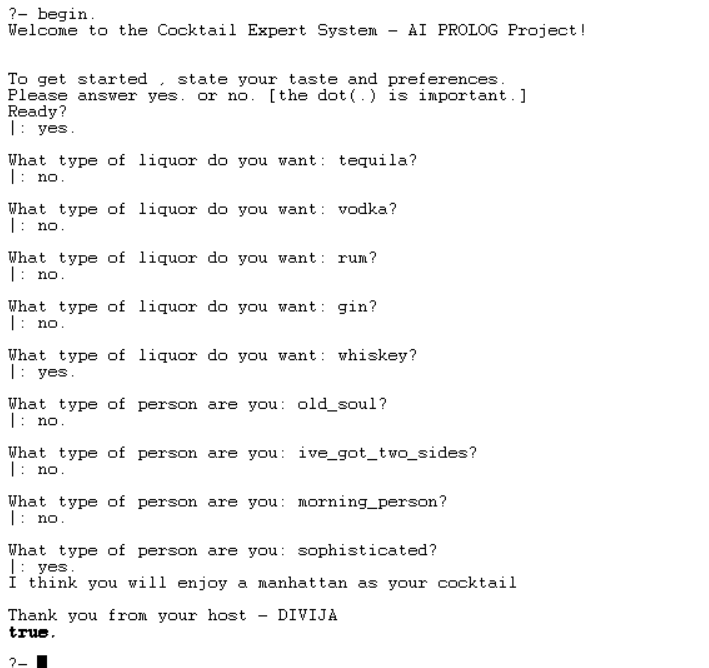 ?- begin.
Welcome to the Cocktail Expert System - AI PROLOG Project!
To get started , state your taste and preferences.
Please answer yes. or no. [the dot(.) is important.]
Ready?
|: yes.
What type of liquor do you want: tequila?
|: no.
What type of liquor do you want: vodka?
|: no.
What type of liquor do you want: rum?
|: no.
What type of liquor do you want: gin?
|: no.
What type of liquor do you want: whiskey?
|: yes.
What type of person are you: old_soul?
|: no.
What type of person are you: ive_got_two_sides?
|: no.
What type of person are you: morning_person?
|: no.
What type of person are you: sophisticated?
|: yes.
I think you will enjoy a manhattan as your cocktail
Thank you from your host - DIVIJA
true.
?-